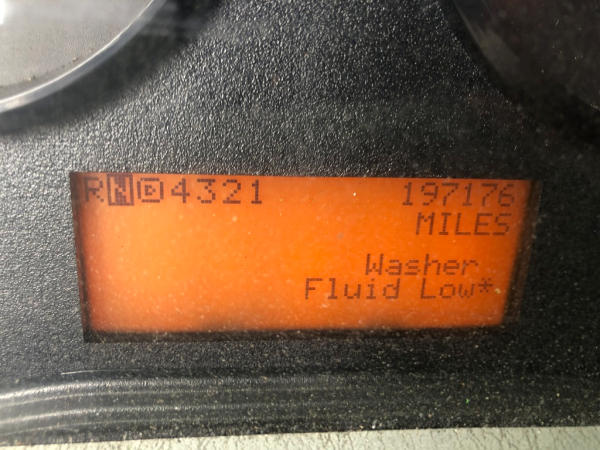 RND4321 197176
MILES
Washer
Fluid Low*